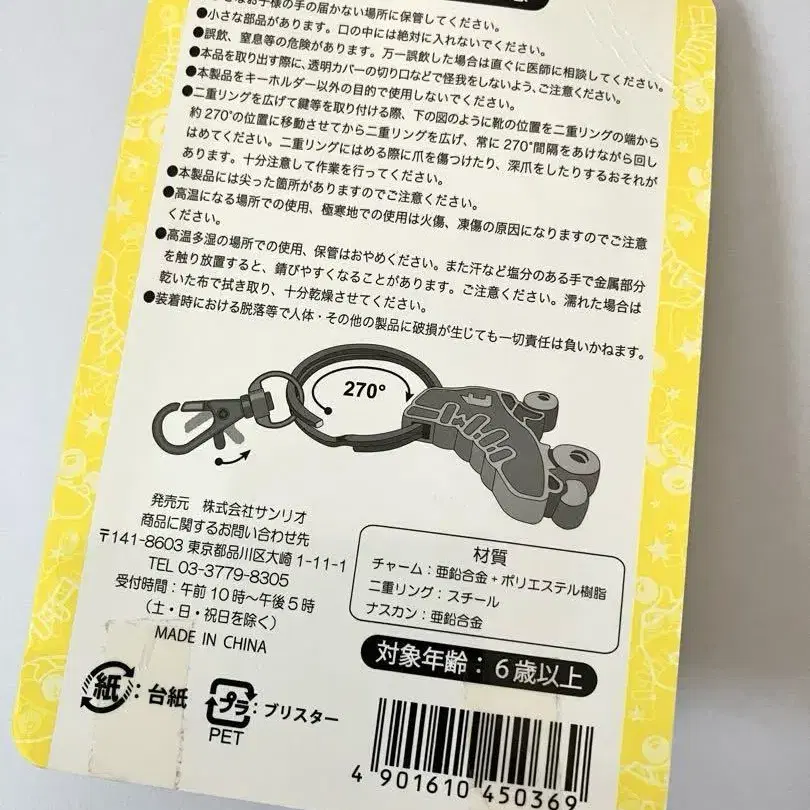 お子様の手の届かない場所に保管してください。
●小さな部品があります。口の中には絶対に入れないでください。
●誤飲、窒息等の危険があります。万一誤飲した場合は直ぐに医師に相談してください。
●本品を取り出す際に、透明カバーの切り口などで怪我をしないよう、ご注意ください。
●本製品をキーホルダー以外の目的で使用しないでください。
●二重リングを広げて鍵等を取り付ける際、下の図のように靴の位置を二重リングの端から
約270°の位置に移動させてから二重リングを広げ、常に270°間隔をあけながら回し
はめてください。二重リングにはめる際に爪を傷つけたり、深爪をしたりするおそれが
あります。十分注意して作業を行ってください。
●本製品には尖った箇所がありますのでご注意ください。
●高温になる場所での使用、極寒地での使用は火傷、凍傷の原因になりますのでご注意
ください。
●高温多湿の場所での使用、保管はおやめください。また汗など塩分のある手で金属部分
を触り放置すると、錆びやすくなることがあります。ご注意ください。濡れた場合は
乾いた布で拭き取り、十分乾燥させてください。
●装着時における脱落等で人体・その他の製品に破損が生じても一切責任は負いかねます。
270°
発売元 株式会社サンリオ
商品に関するお問い合わせ先
〒141-8603 東京都品川区大崎 1-11-1
TEL 03-3779-8305
受付時間：午前10時～午後5時
（土・日・祝日を除く）
MADE IN CHINA
材質
チャーム：亜鉛合金＋ポリエステル樹脂
二重リング：スチール
ナスカン：亜鉛合金
対象年齢：6歳以上
紙：台紙
プラ：ブリスター
PET
4 901610 450369